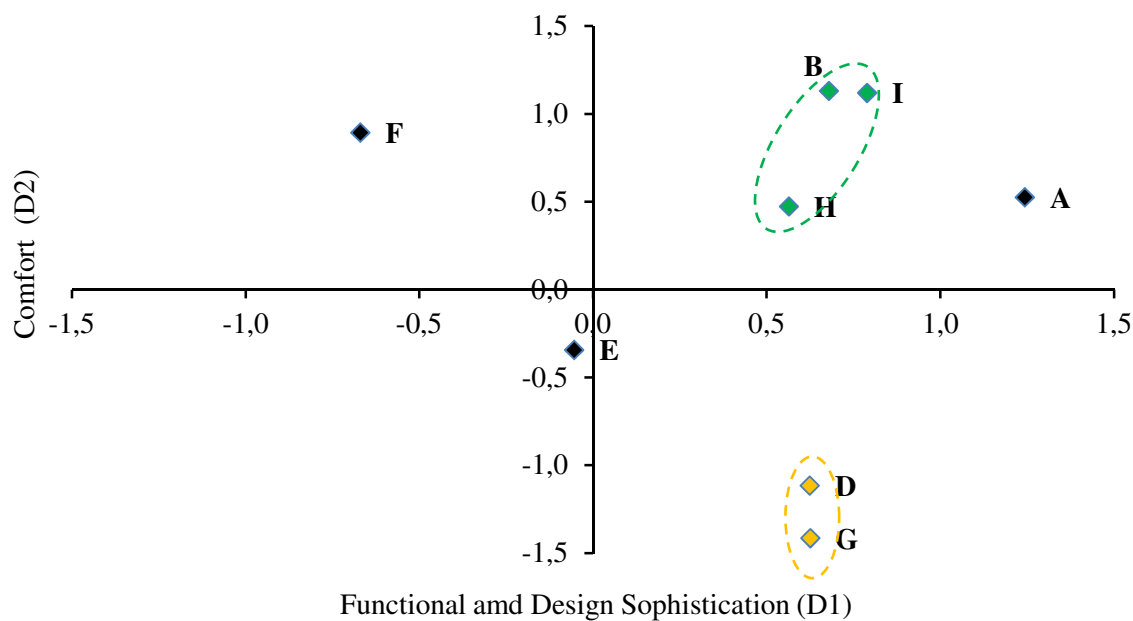 1,5
B
I
1,0
F
A
0,5
H
Comfort (D2)
0,0
-1,5
-1,0
-0,5
0,0
0,5
1,0
1,5
E
-0,5
-1,0
D
G
-1,5
Functional amd Design Sophistication (D1)